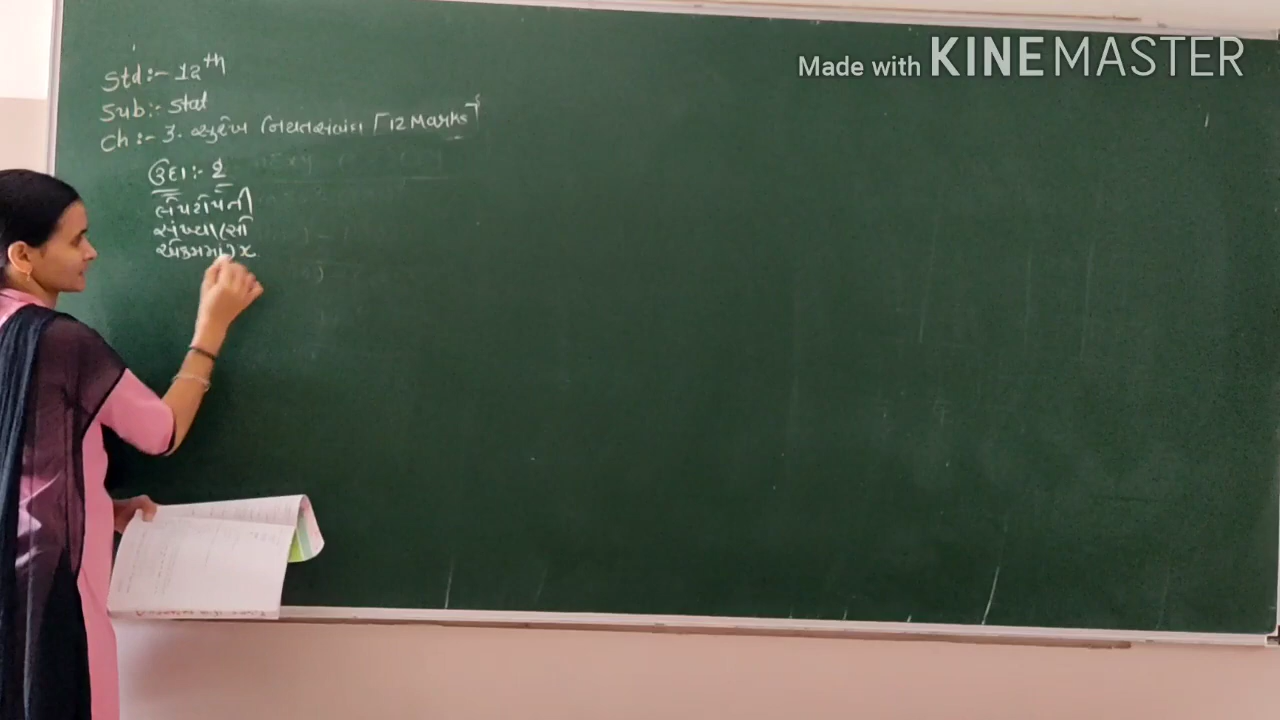 Made with KINEMASTER
Std :- 12th
Sub :- Stat
Ch :- 3. સુરેખ નિયતસંબંધ [12 Marks]
ઉદા :- 2
લેપટોપની
સંખ્યા (સો
એકમમાં) x